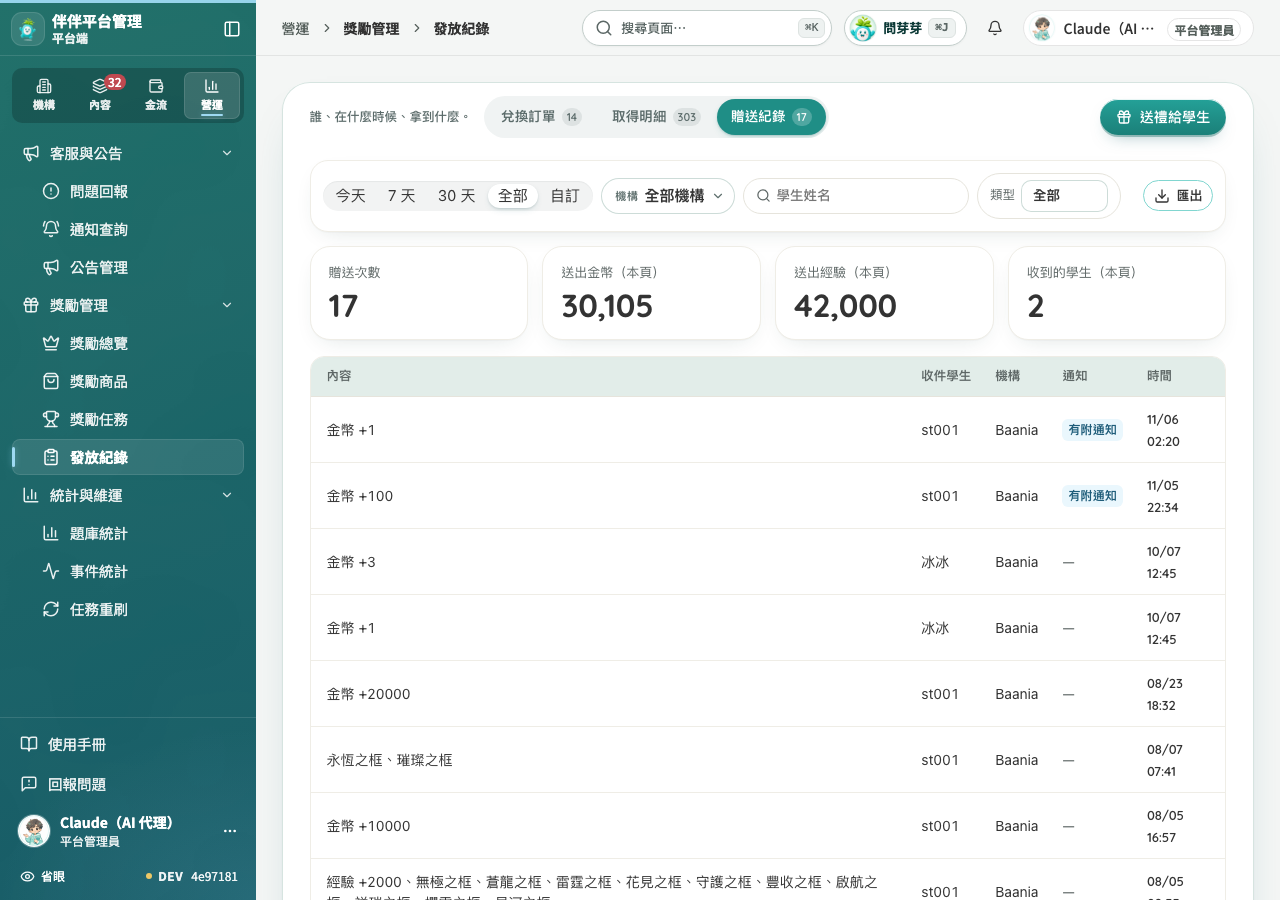 伴伴平台管理
平台端
機構
內容
32
金流
營運
客服與公告
問題回報
通知查詢
公告管理
獎勵管理
獎勵總覽
獎勵商品
獎勵任務
發放紀錄
統計與維運
題庫統計
事件統計
任務重刷
使用手冊
回報問題
Claude（AI 代理）
平台管理員
省眼
DEV 4e97181
營運 > 獎勵管理 > 發放紀錄
搜尋頁面… ⌘K
問芽芽 ⌘J
Claude（AI … 平台管理員
誰、在什麼時候、拿到什麼。
兌換訂單 14
取得明細 303
贈送紀錄 17
送禮給學生
今天 7 天 30 天 全部 自訂
機構 全部機構
學生姓名
類型 全部
匯出
贈送次數
17
送出金幣（本頁）
30,105
送出經驗（本頁）
42,000
收到的學生（本頁）
2
內容 收件學生 機構 通知 時間
金幣 +1 st001 Baania 有附通知 11/06 02:20
金幣 +100 st001 Baania 有附通知 11/05 22:34
金幣 +3 冰冰 Baania — 10/07 12:45
金幣 +1 冰冰 Baania — 10/07 12:45
金幣 +20000 st001 Baania — 08/23 18:32
永恆之框、璀璨之框 st001 Baania — 08/07 07:41
金幣 +10000 st001 Baania — 08/05 16:57
經驗 +2000、無極之框、蒼龍之框、雷霆之框、花見之框、守護之框、豐收之框、啟航之 st001 Baania — 08/05